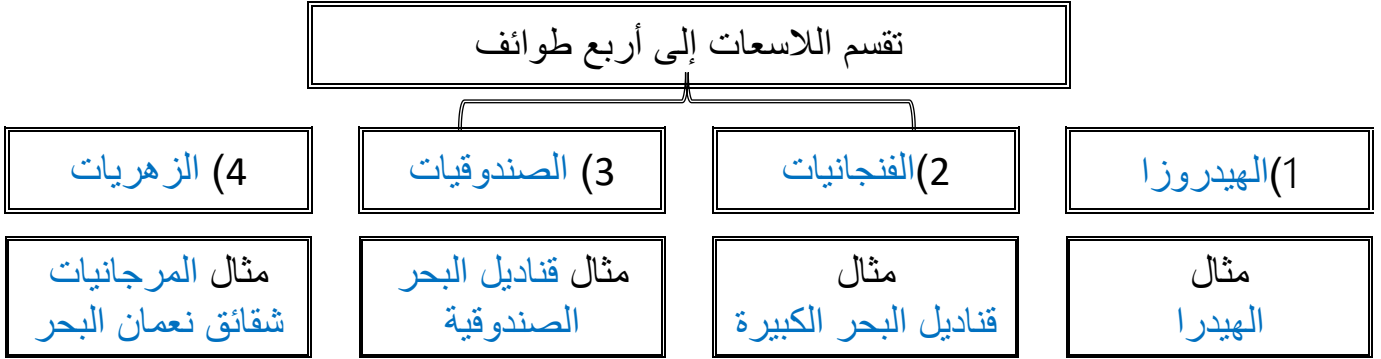 تقسم اللاسعات إلى أربع طوائف
1)الهيدروزا
2)الفنجانيات
3) الصندوقيات
4) الزهريات
مثال
الهيدرا
مثال
قناديل البحر الكبيرة
مثال قناديل البحر
الصندوقية
مثال المرجانيات
شقائق نعمان البحر